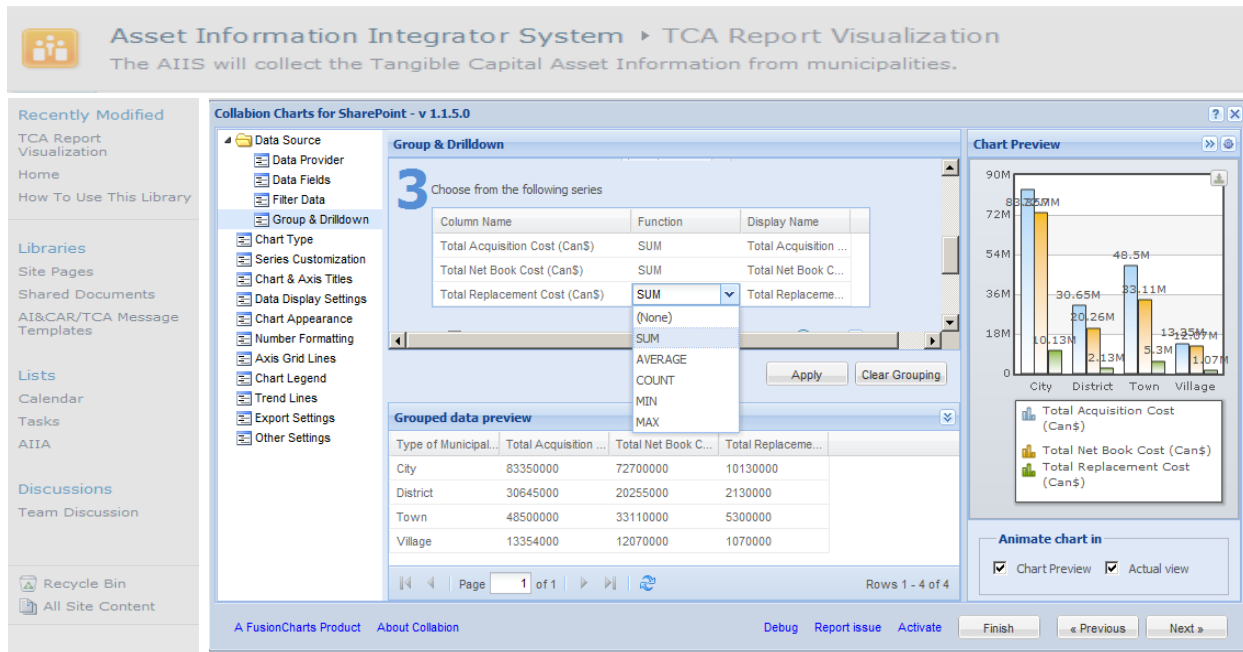 Asset Information Integrator System ▸ TCA Report Visualization
The AIIS will collect the Tangible Capital Asset Information from municipalities.
Recently Modified
TCA Report
Visualization
Home
How To Use This Library
Libraries
Site Pages
Shared Documents
AI&CAR/TCA Message
Templates
Lists
Calendar
Tasks
AIIA
Discussions
Team Discussion
Recycle Bin
All Site Content
Collabion Charts for SharePoint - v 1.1.5.0
Data Source
Data Provider
Data Fields
Filter Data
Group & Drilldown
Chart Type
Series Customization
Chart & Axis Titles
Data Display Settings
Chart Appearance
Number Formatting
Axis Grid Lines
Chart Legend
Trend Lines
Export Settings
Other Settings
Group & Drilldown
3 Choose from the following series
Column Name Function Display Name
Total Acquisition Cost (Can$) SUM Total Acquisition ...
Total Net Book Cost (Can$) SUM Total Net Book C...
Total Replacement Cost (Can$) SUM Total Replaceme...
(None)
SUM
AVERAGE
COUNT
MIN
MAX
Apply Clear Grouping
Grouped data preview
Type of Municipal... Total Acquisition ... Total Net Book C... Total Replaceme...
City 83350000 72700000 10130000
District 30645000 20255000 2130000
Town 48500000 33110000 5300000
Village 13354000 12070000 1070000
Page 1 of 1 Rows 1 - 4 of 4
Chart Preview
90M
72M
54M
48.5M
36M
30.65M
33.11M
20.26M
18M
10.13M
2.13M
5.3M
1.07M
0
City District Town Village
Total Acquisition Cost
(Can$)
Total Net Book Cost (Can$)
Total Replacement Cost
(Can$)
Animate chart in
Chart Preview Actual view
A FusionCharts Product About Collabion Debug Report issue Activate Finish « Previous Next »